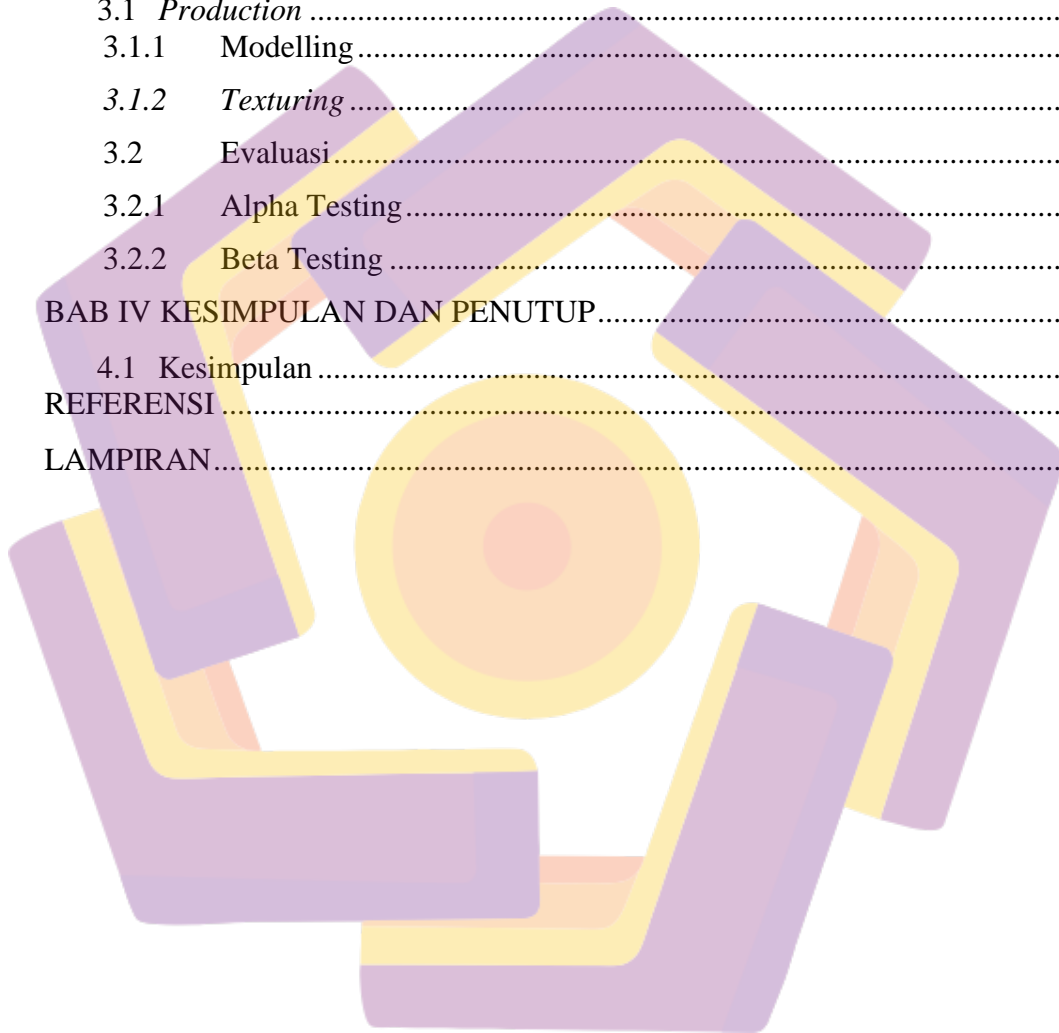 3.1 Production ........................................................................................
3.1.1 Modelling ........................................................................................
3.1.2 Texturing ........................................................................................
3.2 Evaluasi ........................................................................................
3.2.1 Alpha Testing ........................................................................................
3.2.2 Beta Testing ........................................................................................
BAB IV KESIMPULAN DAN PENUTUP ........................................................................................
4.1 Kesimpulan ........................................................................................
REFERENSI ........................................................................................
LAMPIRAN ........................................................................................